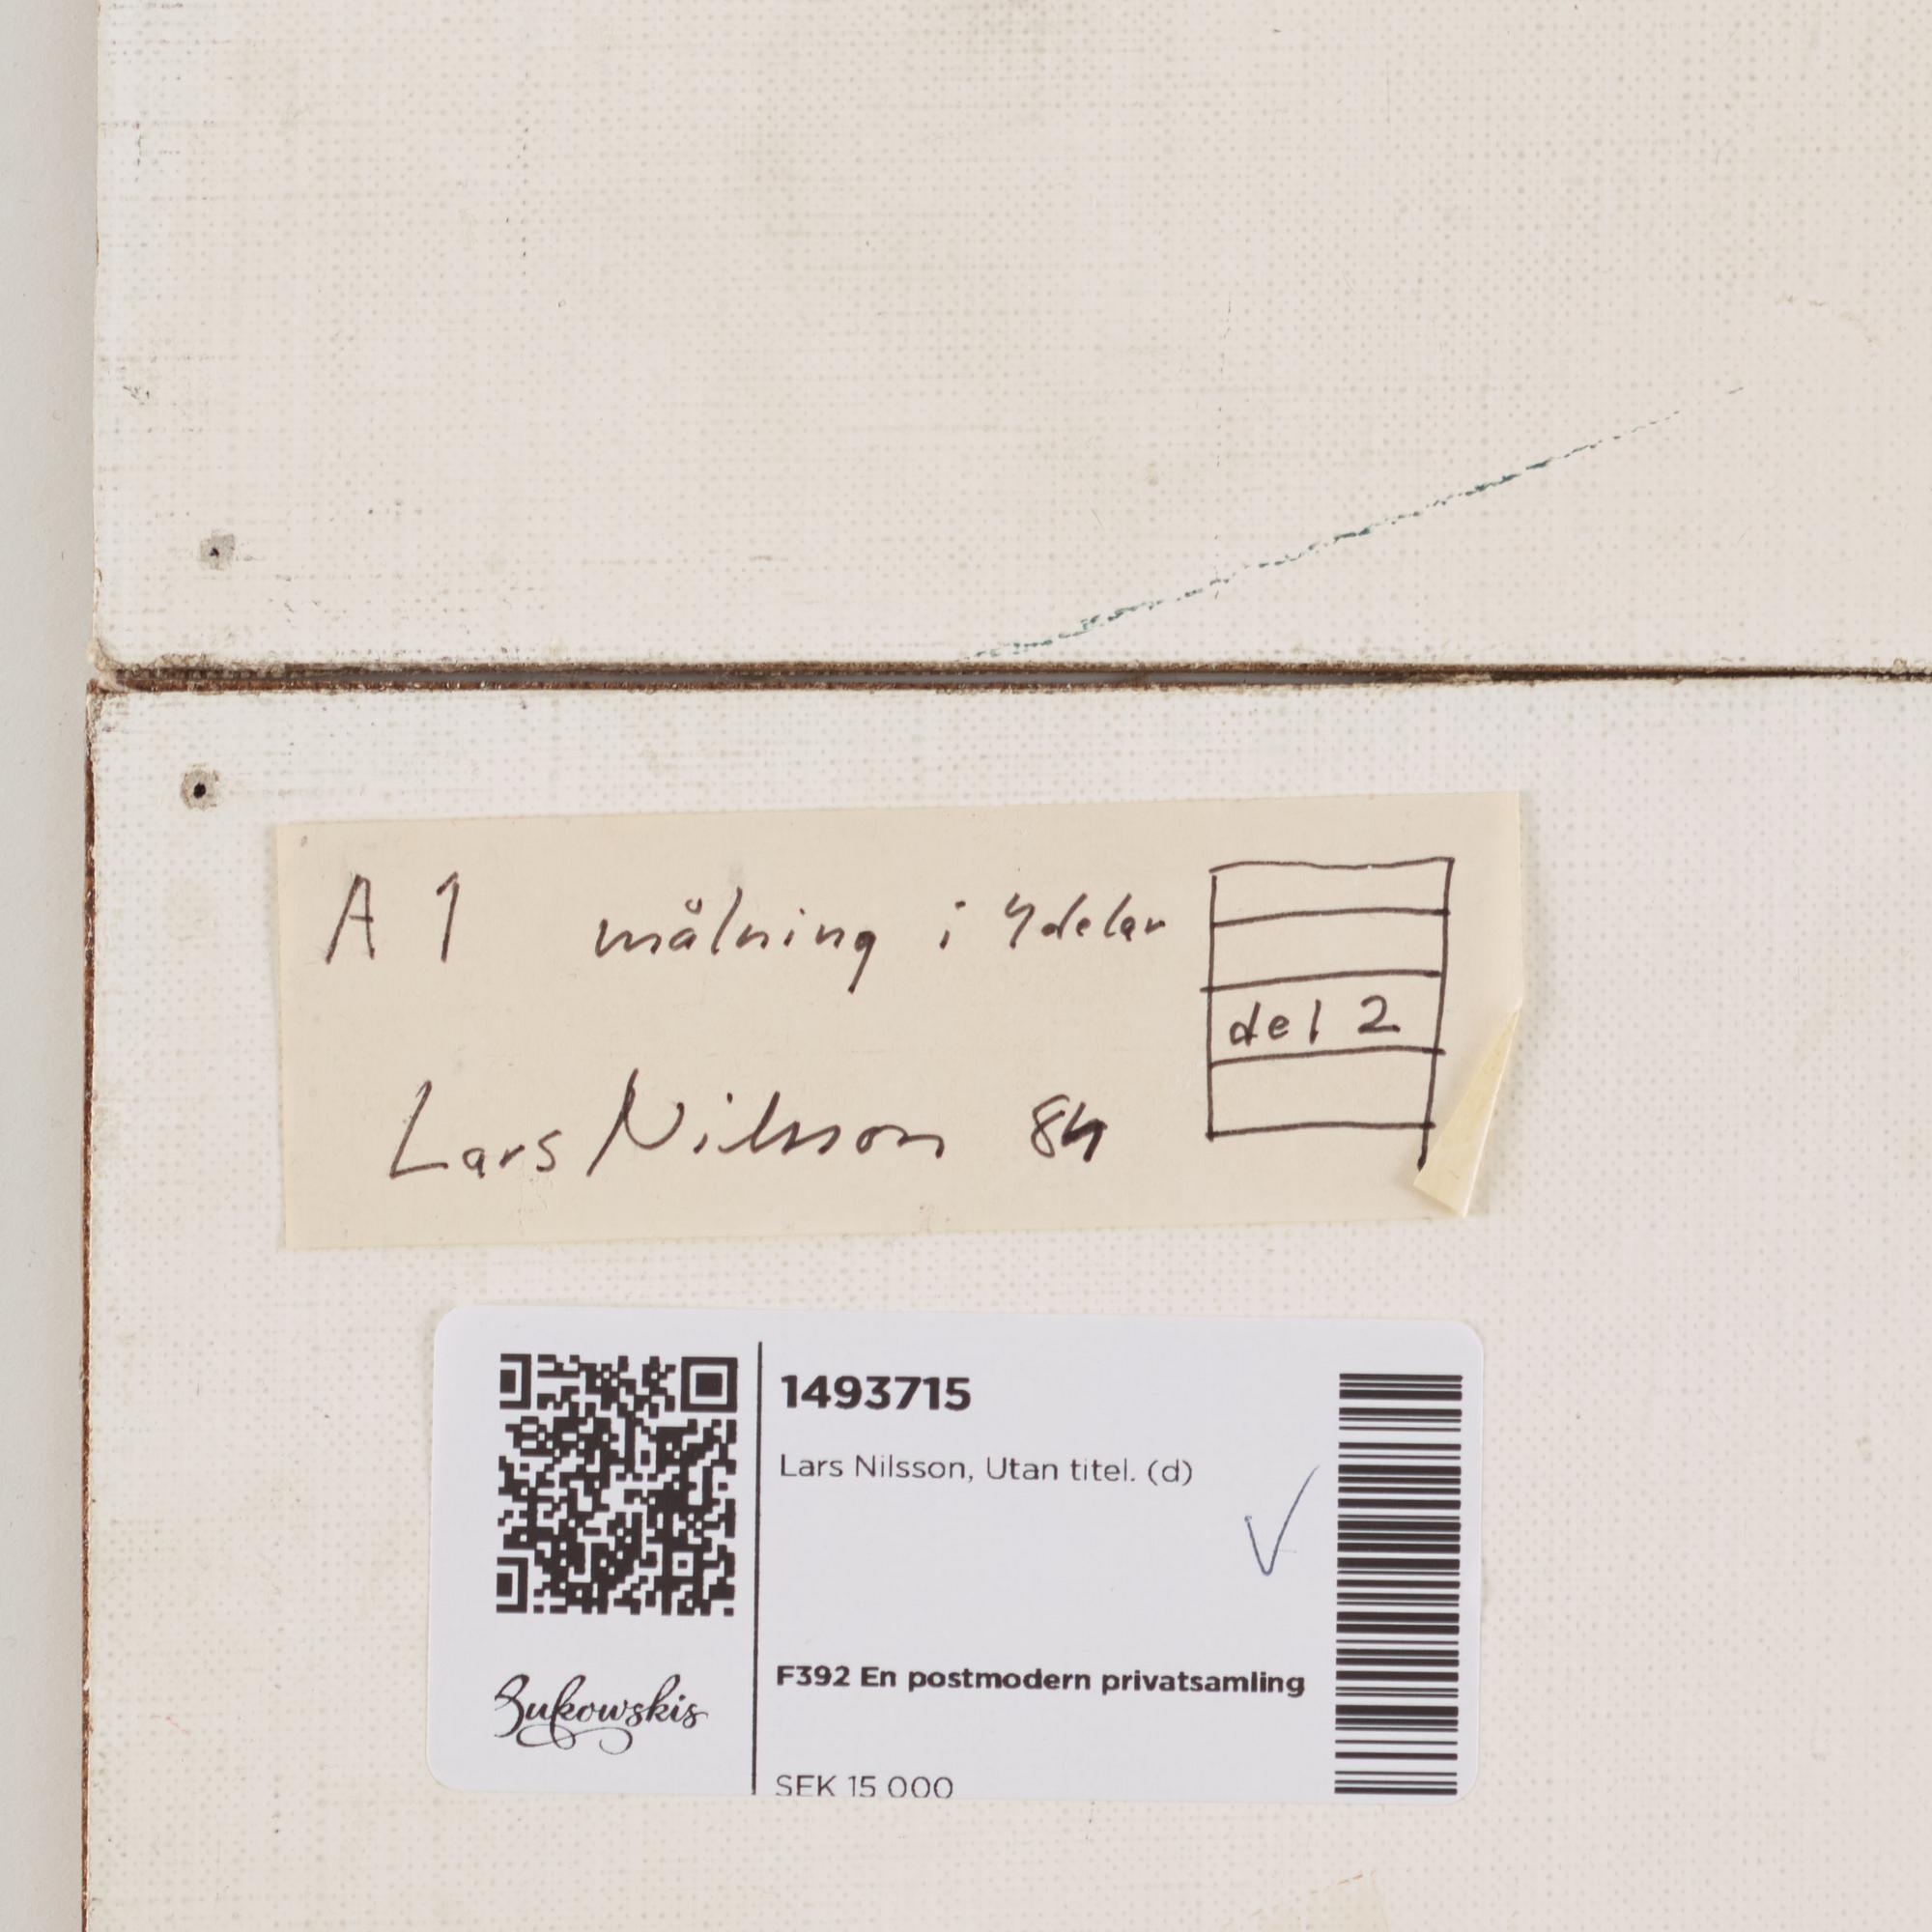 A 1 målning i 4 delar
del 2
Lars Nilsson 84
1493715
Lars Nilsson, Utan titel. (d)
F392 En postmodern privatsamling
Bukowskis
SEK 15 000